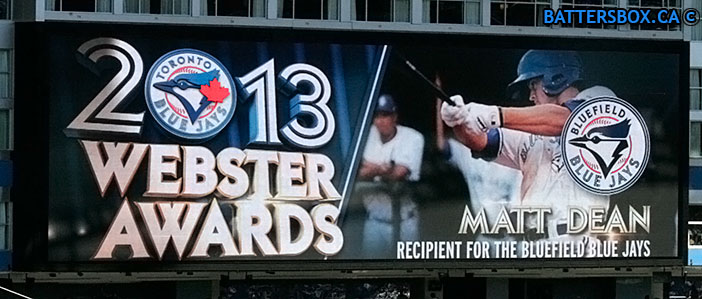 BATTERSBOX.CA ©
2013
TORONTO
BLUE JAYS
WEBSTER
AWARDS
BLUEFIELD
BLUE JAYS
MATT DEAN
RECIPIENT FOR THE BLUEFIELD BLUE JAYS